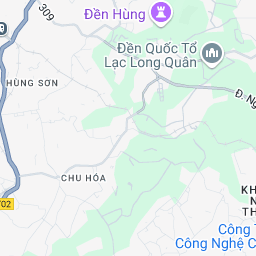 309
Đền Hùng
Đền Quốc Tổ
Lạc Long Quân
HÙNG SƠN
Đ. Ng
CHU HÓA
702
KH
N
TH
Công T
Công Nghệ C